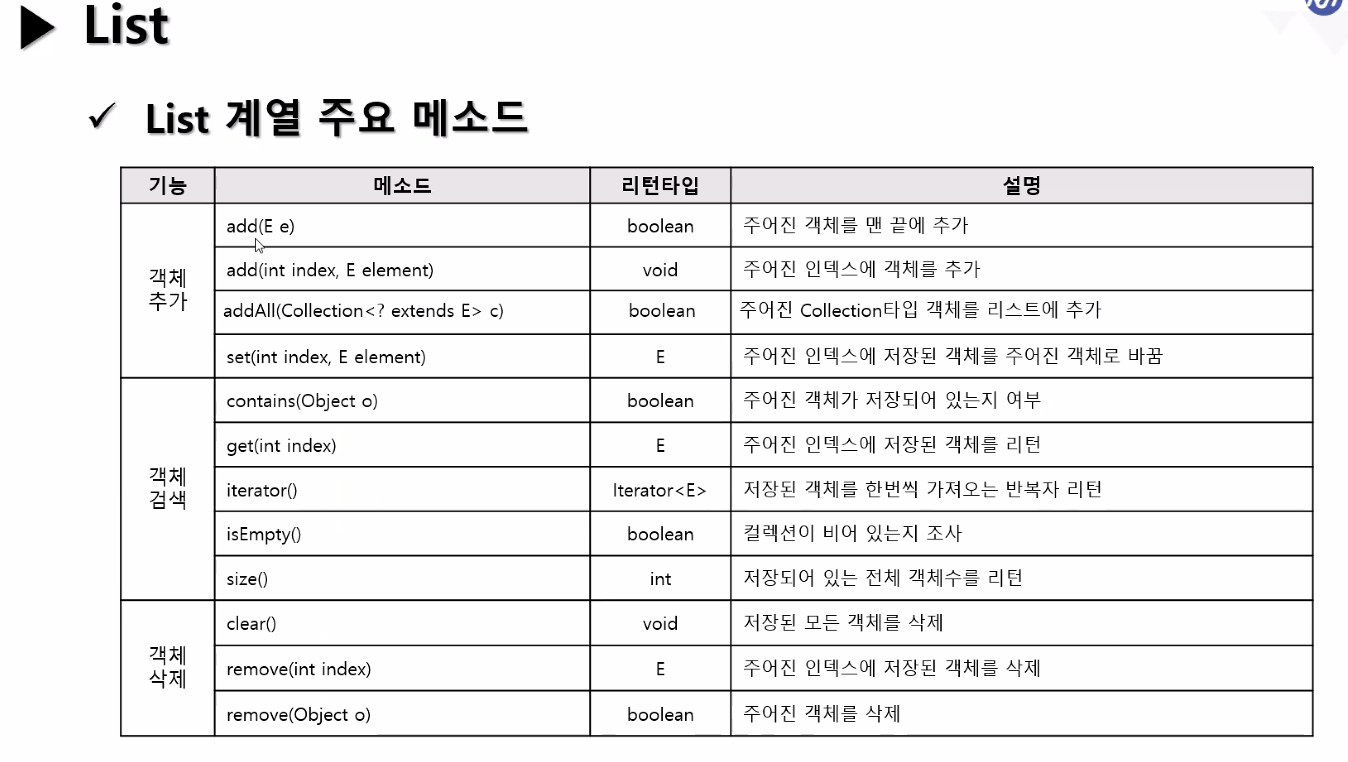 List
List 계열 주요 메소드
기능 메소드 리턴타입 설명
객체
추가
add(E e) boolean 주어진 객체를 맨 끝에 추가
add(int index, E element) void 주어진 인덱스에 객체를 추가
addAll(Collection<? extends E> c) boolean 주어진 Collection타입 객체를 리스트에 추가
set(int index, E element) E 주어진 인덱스에 저장된 객체를 주어진 객체로 바꿈
객체
검색
contains(Object o) boolean 주어진 객체가 저장되어 있는지 여부
get(int index) E 주어진 인덱스에 저장된 객체를 리턴
iterator() Iterator<E> 저장된 객체를 한번씩 가져오는 반복자 리턴
isEmpty() boolean 컬렉션이 비어 있는지 조사
size() int 저장되어 있는 전체 객체수를 리턴
객체
삭제
clear() void 저장된 모든 객체를 삭제
remove(int index) E 주어진 인덱스에 저장된 객체를 삭제
remove(Object o) boolean 주어진 객체를 삭제